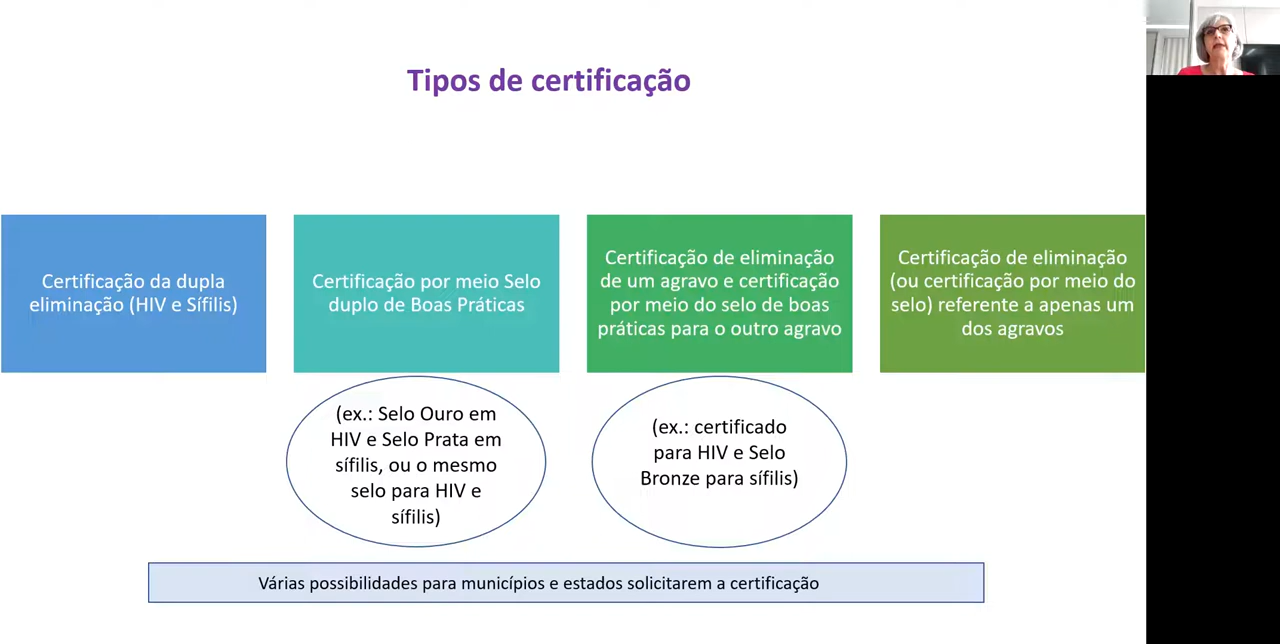 Tipos de certificação
Certificação da dupla
eliminação (HIV e Sífilis)
Certificação por meio Selo
duplo de Boas Práticas
Certificação de eliminação
de um agravo e certificação
por meio do selo de boas
práticas para o outro agravo
Certificação de eliminação
(ou certificação por meio do
selo) referente a apenas um
dos agravos
(ex.: Selo Ouro em
HIV e Selo Prata em
sífilis, ou o mesmo
selo para HIV e
sífilis)
(ex.: certificado
para HIV e Selo
Bronze para sífilis)
Várias possibilidades para municípios e estados solicitarem a certificação